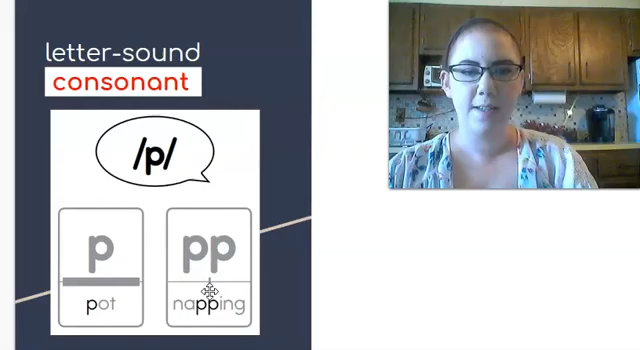 letter-sound
consonant
/p/
p
pot
pp
napping